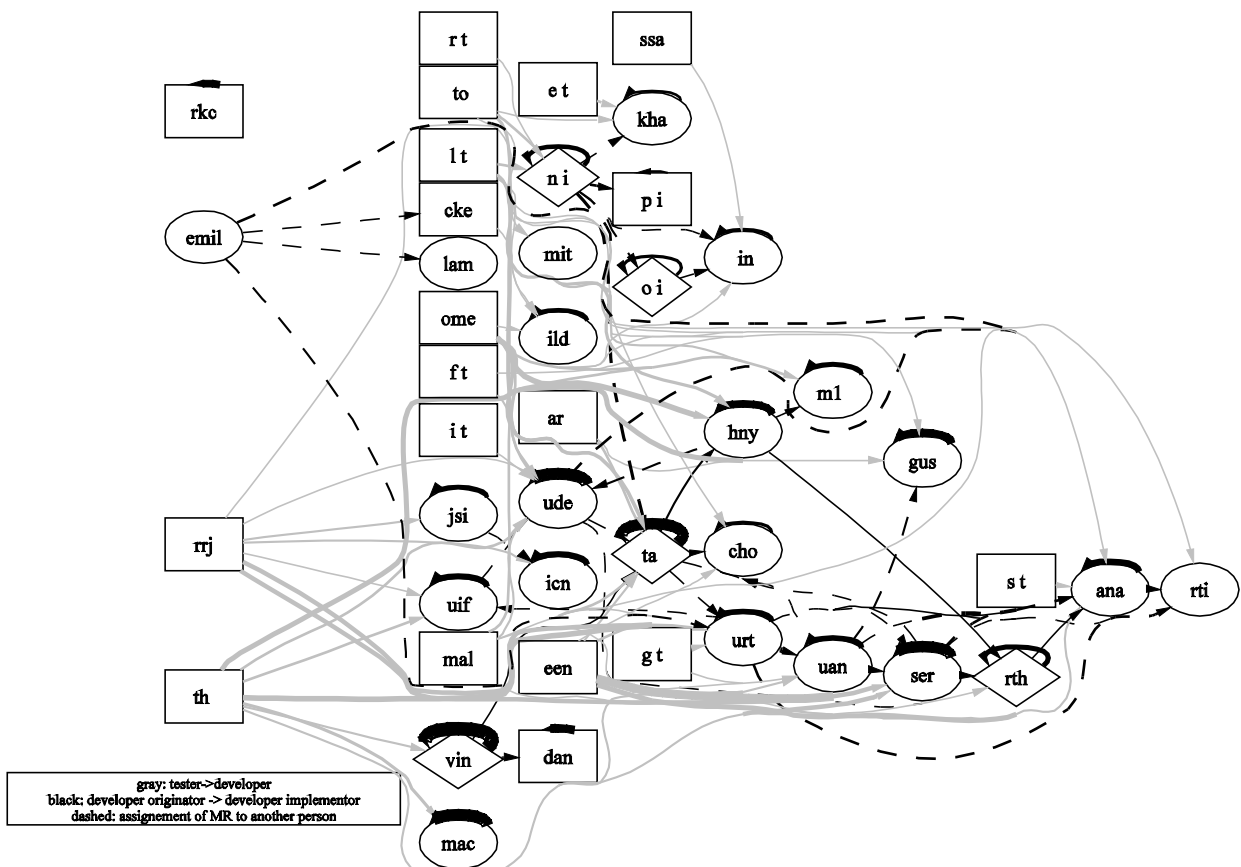 r t
ssa
to
e t
rkc
kha
l t
n i
p i
cke
emil
mit
in
lam
o i
ome
ild
f t
m1
ar
it
hny
gus
ude
jsi
rrj
ta
cho
icn
s t
ana
rti
uif
mal
een
g t
urt
uan
ser
rth
th
vin
dan
gray: tester->developer
black: developer originator -> developer implementor
dashed: assignement of MR to another person
mac